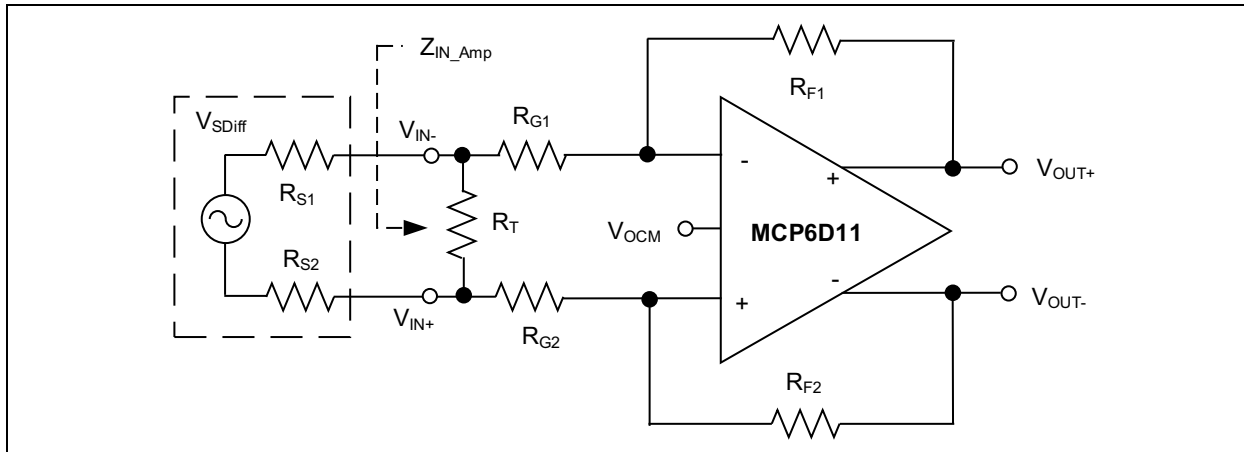 Z_IN_Amp
R_F1
V_SDiff
V_IN-
R_G1
-
+
V_OUT+
R_S1
R_T
V_OCM
MCP6D11
R_S2
V_IN+
R_G2
+
-
V_OUT-
R_F2